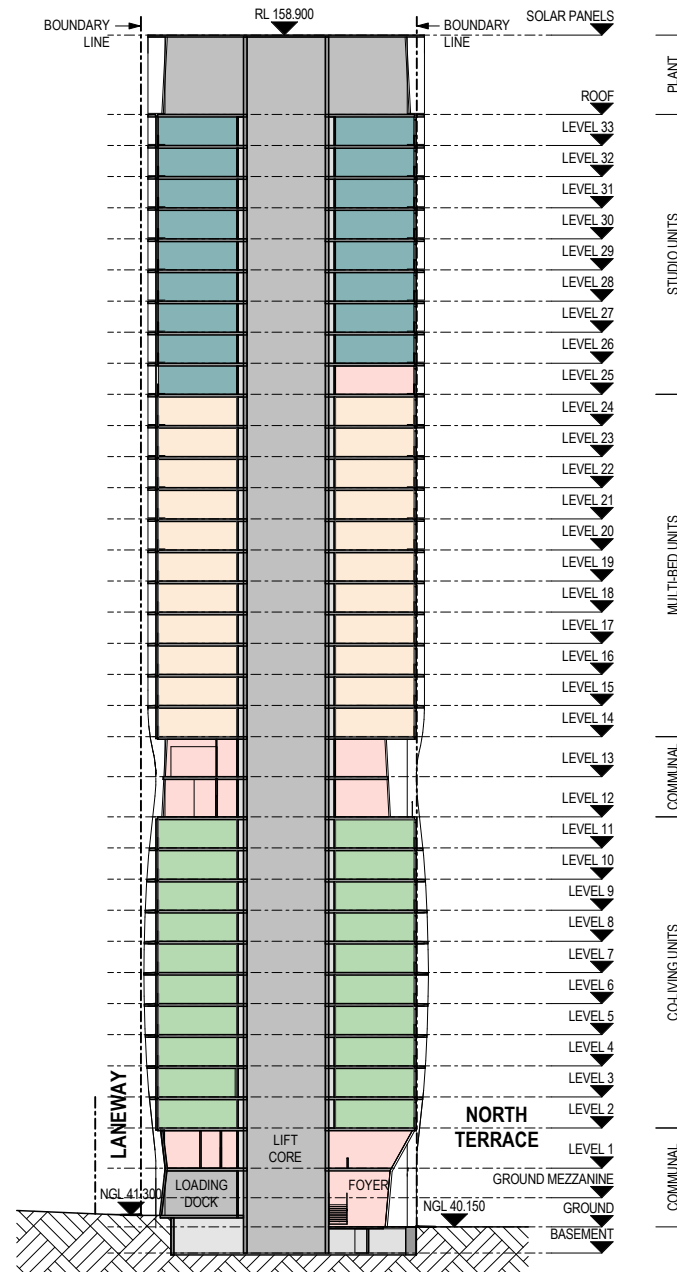 SOLAR PANELS
RL 158.900
BOUNDARY
LINE
BOUNDARY
LINE
PLANT
ROOF
LEVEL 33
LEVEL 32
LEVEL 31
LEVEL 30
LEVEL 29
LEVEL 28
LEVEL 27
LEVEL 26
LEVEL 25
STUDIO UNITS
LEVEL 24
LEVEL 23
LEVEL 22
LEVEL 21
LEVEL 20
LEVEL 19
LEVEL 18
LEVEL 17
LEVEL 16
LEVEL 15
LEVEL 14
MULTI-BED UNITS
LEVEL 13
LEVEL 12
COMMUNAL
LEVEL 11
LEVEL 10
LEVEL 9
LEVEL 8
LEVEL 7
LEVEL 6
LEVEL 5
LEVEL 4
LEVEL 3
LEVEL 2
CO-LIVING UNITS
LANEWAY
NORTH
TERRACE
LIFT
CORE
LEVEL 1
GROUND MEZZANINE
LOADING
DOCK
FOYER
NGL 41.300
NGL 40.150
GROUND
BASEMENT
COMMUNAL